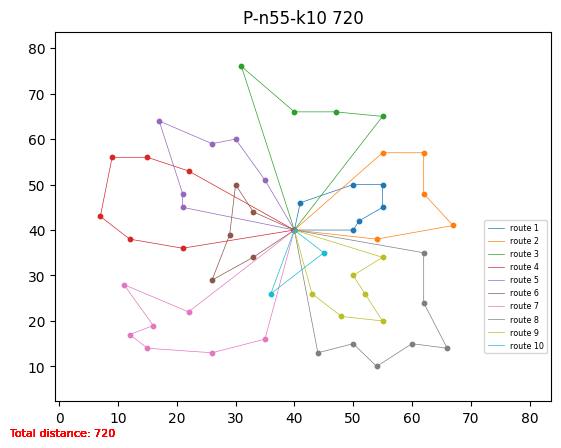 P-n55-k10 720
80
70
60
50
40
30
20
10
0 10 20 30 40 50 60 70 80
route 1
route 2
route 3
route 4
route 5
route 6
route 7
route 8
route 9
route 10
Total distance: 720